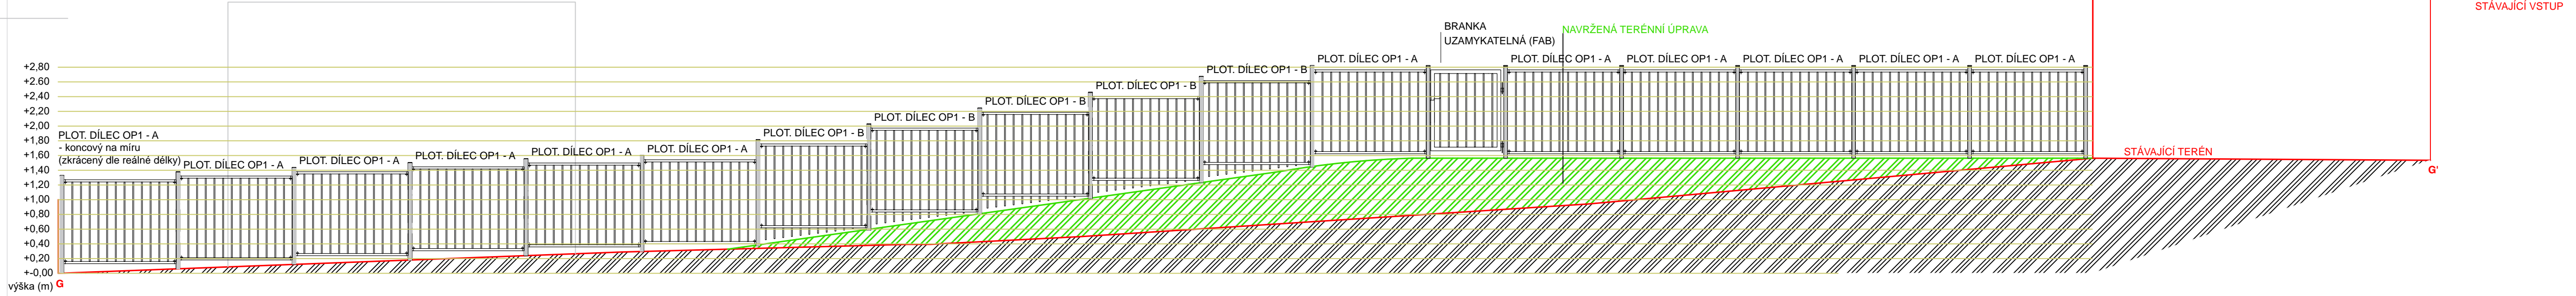 STÁVAJÍCÍ VSTUP
BRANKA
UZAMYKATELNÁ (FAB)
NAVRŽENÁ TERÉNNÍ ÚPRAVA
PLOT. DÍLEC OP1 - A
- koncový na míru
(zkrácený dle reálné délky)
PLOT. DÍLEC OP1 - A
PLOT. DÍLEC OP1 - A
PLOT. DÍLEC OP1 - A
PLOT. DÍLEC OP1 - A
PLOT. DÍLEC OP1 - A
PLOT. DÍLEC OP1 - B
PLOT. DÍLEC OP1 - B
PLOT. DÍLEC OP1 - B
PLOT. DÍLEC OP1 - B
PLOT. DÍLEC OP1 - B
PLOT. DÍLEC OP1 - A
PLOT. DÍLEC OP1 - A
PLOT. DÍLEC OP1 - A
PLOT. DÍLEC OP1 - A
PLOT. DÍLEC OP1 - A
PLOT. DÍLEC OP1 - A
+2,80
+2.60
+2,40
+2,20
+2,00
+1,80
+1,60
+1,40
+1,20
+1,00
+0,80
+0,60
+0,40
+0,20
+-0,00
výška (m)
G
STÁVAJÍCÍ TERÉN
G'